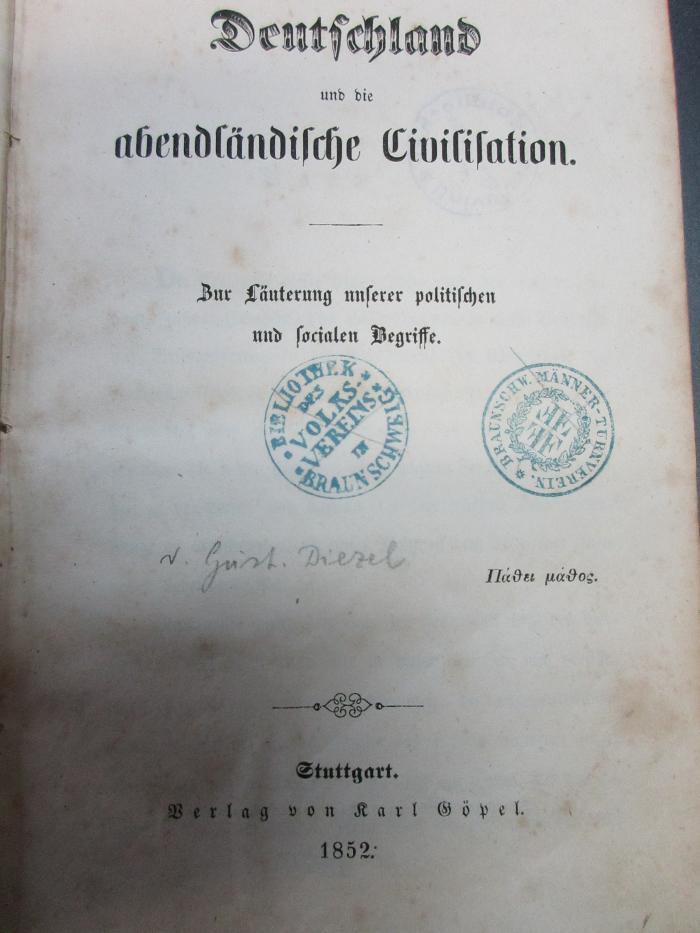 Deutschland
und die
abendländische Civilisation.
Zur Läuterung unserer politischen
und socialen Begriffe.
BIBLIOTHEK
DES
VOLKS-
VEREINS
IN
BRAUNSCHWEIG
BRAUNSCHW. MÄNNER-TURNVEREIN.
v. Gust. Diezel
Πάθει μάθος.
Stuttgart.
Verlag von Karl Göpel.
1852.